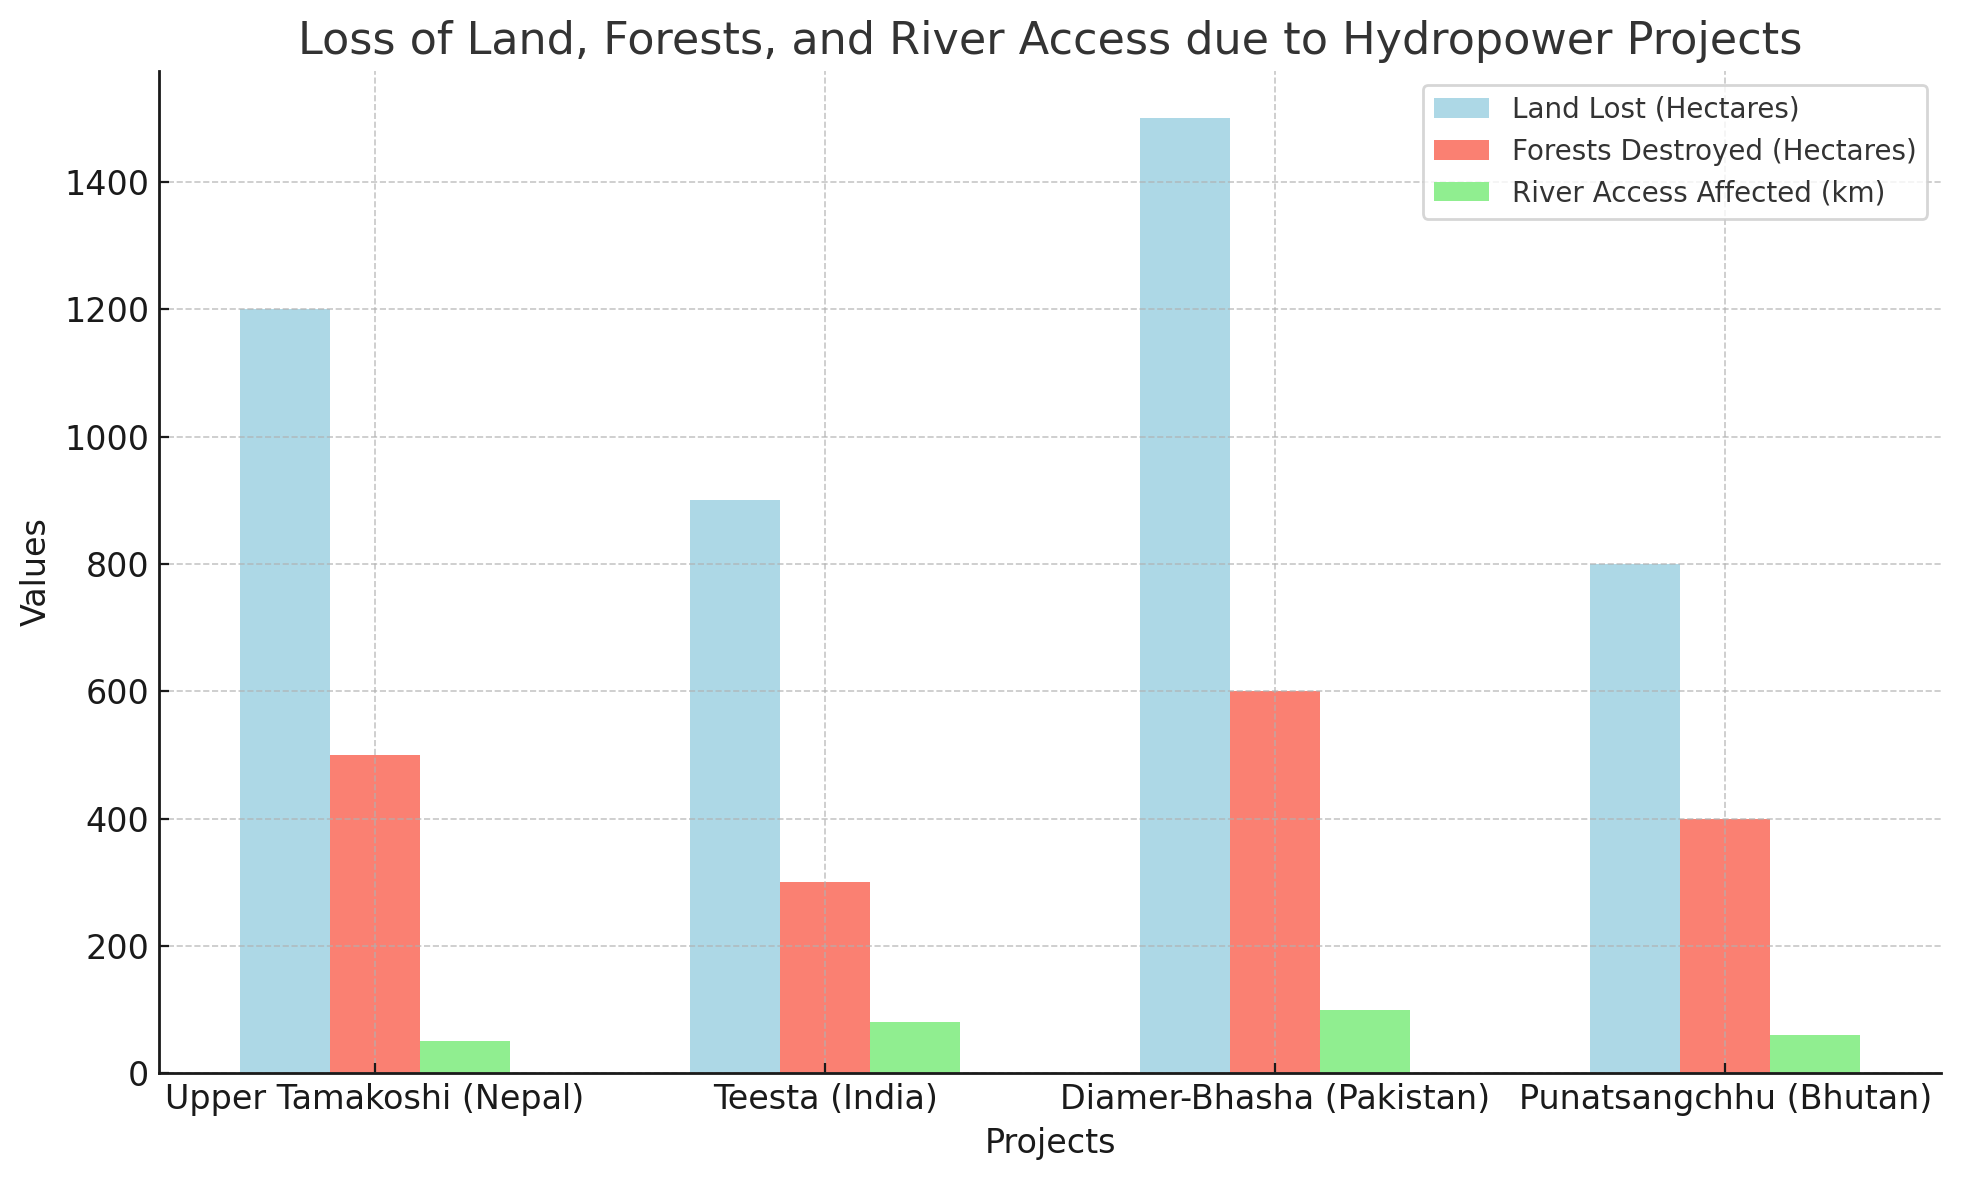 Loss of Land, Forests, and River Access due to Hydropower Projects
Land Lost (Hectares)
Forests Destroyed (Hectares)
River Access Affected (km)
Values
1400
1200
1000
800
600
400
200
0
Upper Tamakoshi (Nepal)
Teesta (India)
Diamer-Bhasha (Pakistan)
Punatsangchhu (Bhutan)
Projects